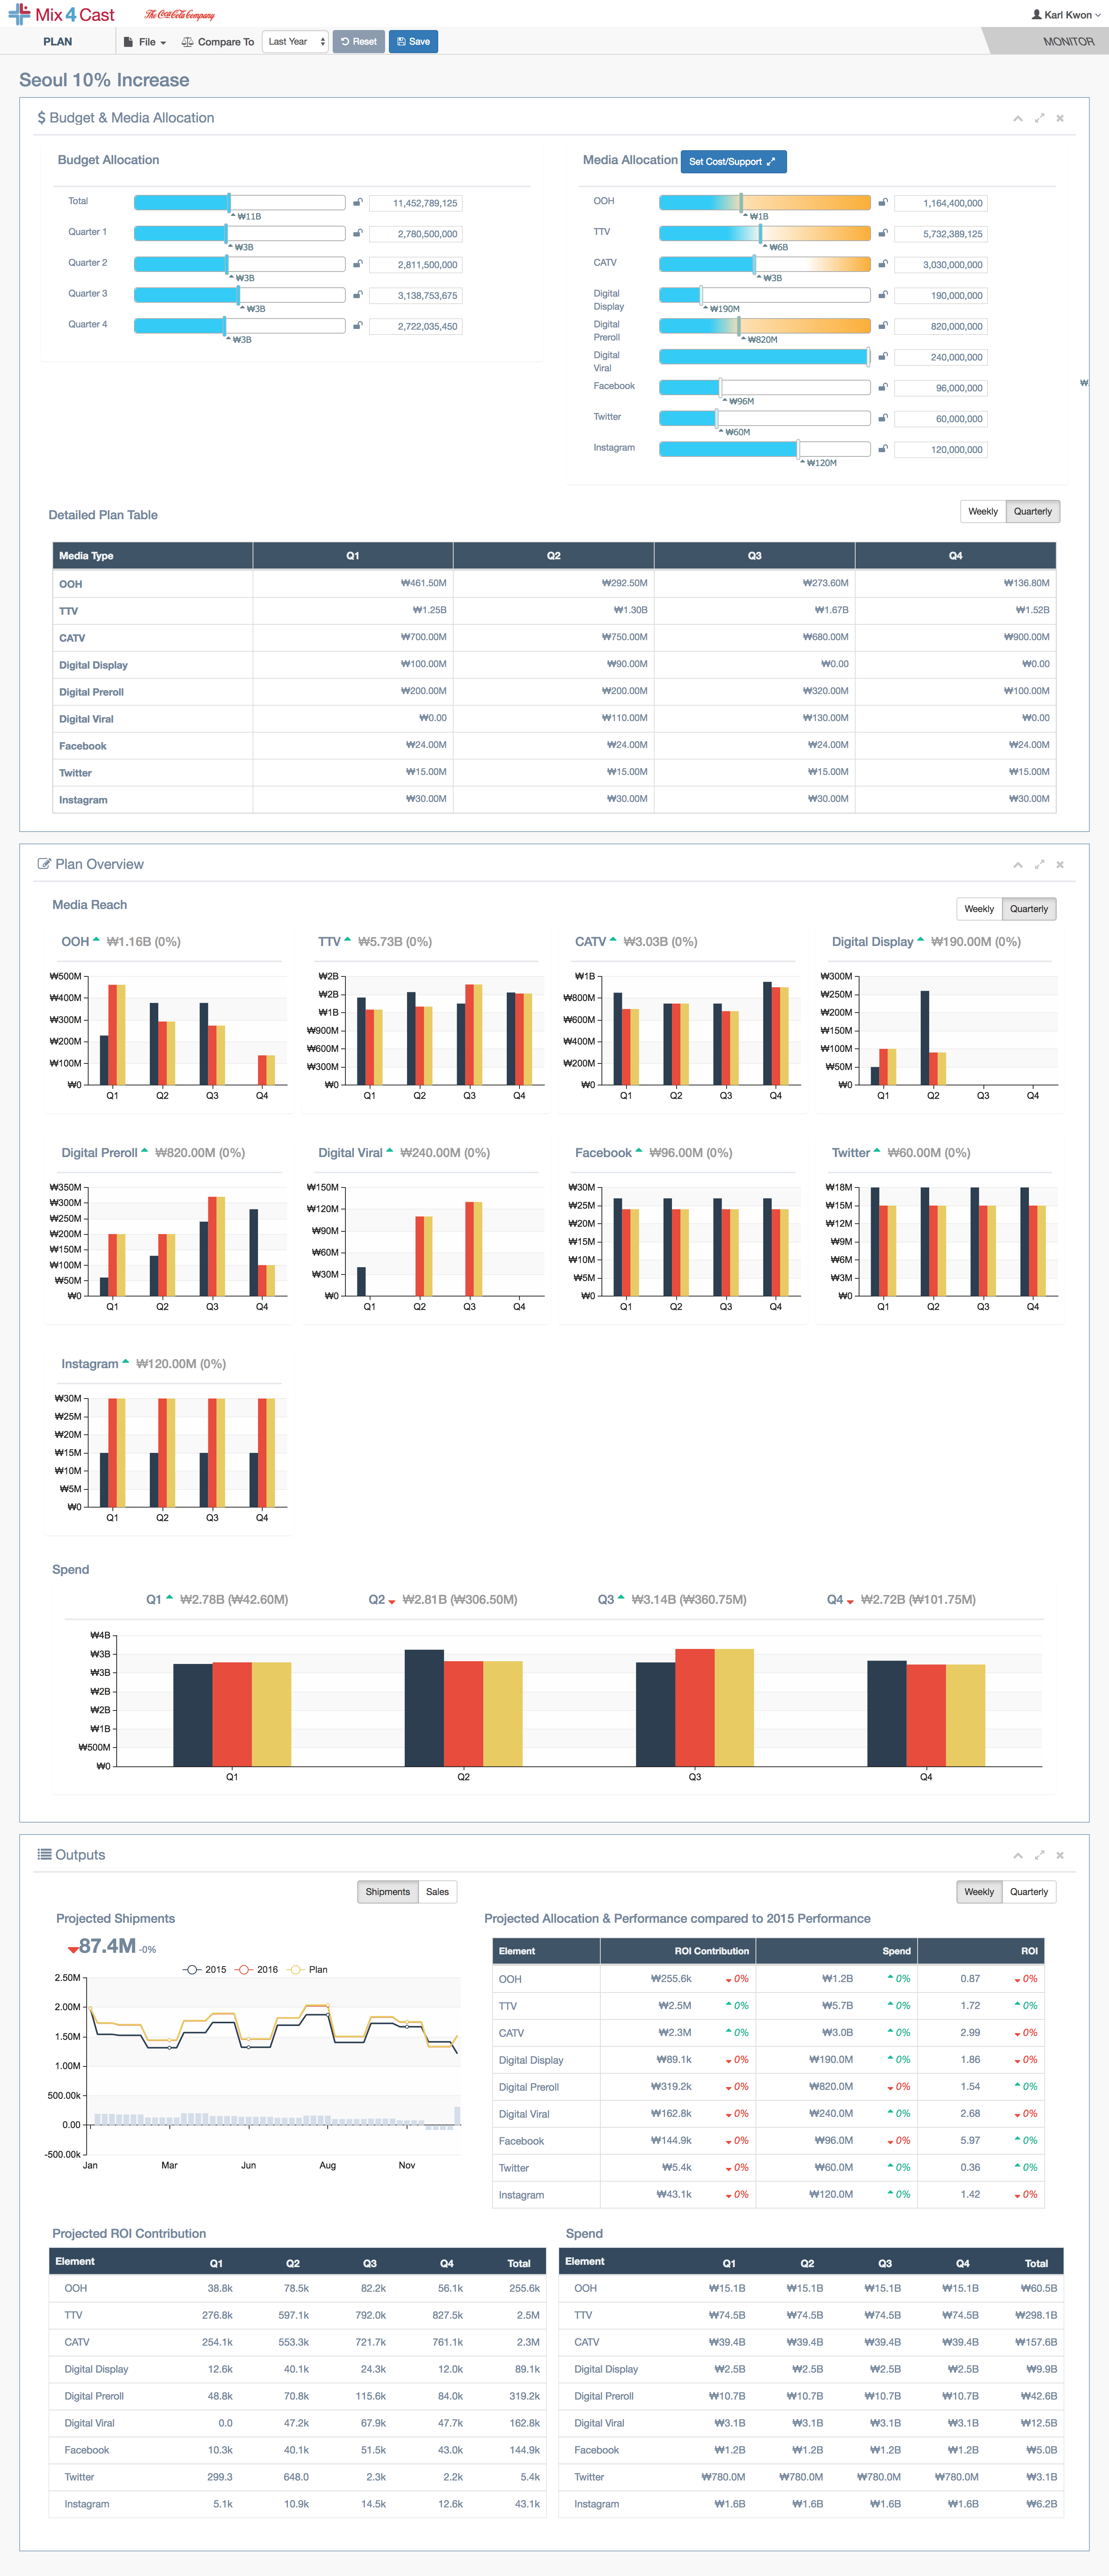 Mix 4 Cast
The Coca-Cola Company
Karl Kwon
PLAN
File
Compare To
Last Year
Reset
Save
MONITOR
Seoul 10% Increase
$ Budget & Media Allocation
Budget Allocation
Total ₩11B 11,452,789,125
Quarter 1 ₩3B 2,780,500,000
Quarter 2 ₩3B 2,811,500,000
Quarter 3 ₩3B 3,138,753,675
Quarter 4 ₩3B 2,722,035,450
Media Allocation Set Cost/Support
OOH ₩1B 1,164,400,000
TTV ₩6B 5,732,389,125
CATV ₩3B 3,030,000,000
Digital Display ₩190M 190,000,000
Digital Preroll ₩820M 820,000,000
Digital Viral 240,000,000
₩
Facebook ₩96M 96,000,000
Twitter ₩60M 60,000,000
Instagram ₩120M 120,000,000
Detailed Plan Table
Weekly Quarterly
Media Type Q1 Q2 Q3 Q4
OOH ₩461.50M ₩292.50M ₩273.60M ₩136.80M
TTV ₩1.25B ₩1.30B ₩1.67B ₩1.52B
CATV ₩700.00M ₩750.00M ₩680.00M ₩900.00M
Digital Display ₩100.00M ₩90.00M ₩0.00 ₩0.00
Digital Preroll ₩200.00M ₩200.00M ₩320.00M ₩100.00M
Digital Viral ₩0.00 ₩110.00M ₩130.00M ₩0.00
Facebook ₩24.00M ₩24.00M ₩24.00M ₩24.00M
Twitter ₩15.00M ₩15.00M ₩15.00M ₩15.00M
Instagram ₩30.00M ₩30.00M ₩30.00M ₩30.00M
Plan Overview
Media Reach
Weekly Quarterly
OOH ₩1.16B (0%)
₩500M
₩400M
₩300M
₩200M
₩100M
₩0
Q1 Q2 Q3 Q4
TTV ₩5.73B (0%)
₩2B
₩2B
₩1B
₩900M
₩600M
₩300M
₩0
Q1 Q2 Q3 Q4
CATV ₩3.03B (0%)
₩1B
₩800M
₩600M
₩400M
₩200M
₩0
Q1 Q2 Q3 Q4
Digital Display ₩190.00M (0%)
₩300M
₩250M
₩200M
₩150M
₩100M
₩50M
₩0
Q1 Q2 Q3 Q4
Digital Preroll ₩820.00M (0%)
₩350M
₩300M
₩250M
₩200M
₩150M
₩100M
₩50M
₩0
Q1 Q2 Q3 Q4
Digital Viral ₩240.00M (0%)
₩150M
₩120M
₩90M
₩60M
₩30M
₩0
Q1 Q2 Q3 Q4
Facebook ₩96.00M (0%)
₩30M
₩25M
₩20M
₩15M
₩10M
₩5M
₩0
Q1 Q2 Q3 Q4
Twitter ₩60.00M (0%)
₩18M
₩15M
₩12M
₩9M
₩6M
₩3M
₩0
Q1 Q2 Q3 Q4
Instagram ₩120.00M (0%)
₩30M
₩25M
₩20M
₩15M
₩10M
₩5M
₩0
Q1 Q2 Q3 Q4
Spend
Q1 ₩2.78B (₩42.60M)
Q2 ₩2.81B (₩306.50M)
Q3 ₩3.14B (₩360.75M)
Q4 ₩2.72B (₩101.75M)
₩4B
₩3B
₩3B
₩2B
₩2B
₩1B
₩500M
₩0
Q1 Q2 Q3 Q4
Outputs
Shipments Sales
Weekly Quarterly
Projected Shipments
87.4M -0%
2015 2016 Plan
2.50M
2.00M
1.50M
1.00M
500.00k
0.00
-500.00k
Jan Mar Jun Aug Nov
Projected Allocation & Performance compared to 2015 Performance
Element ROI Contribution Spend ROI
OOH ₩255.6k 0% ₩1.2B 0% 0.87 0%
TTV ₩2.5M 0% ₩5.7B 0% 1.72 0%
CATV ₩2.3M 0% ₩3.0B 0% 2.99 0%
Digital Display ₩89.1k 0% ₩190.0M 0% 1.86 0%
Digital Preroll ₩319.2k 0% ₩820.0M 0% 1.54 0%
Digital Viral ₩162.8k 0% ₩240.0M 0% 2.68 0%
Facebook ₩144.9k 0% ₩96.0M 0% 5.97 0%
Twitter ₩5.4k 0% ₩60.0M 0% 0.36 0%
Instagram ₩43.1k 0% ₩120.0M 0% 1.42 0%
Projected ROI Contribution
Element Q1 Q2 Q3 Q4 Total
OOH 38.8k 78.5k 82.2k 56.1k 255.6k
TTV 276.8k 597.1k 792.0k 827.5k 2.5M
CATV 254.1k 553.3k 721.7k 761.1k 2.3M
Digital Display 12.6k 40.1k 24.3k 12.0k 89.1k
Digital Preroll 48.8k 70.8k 115.6k 84.0k 319.2k
Digital Viral 0.0 47.2k 67.9k 47.7k 162.8k
Facebook 10.3k 40.1k 51.5k 43.0k 144.9k
Twitter 299.3 648.0 2.3k 2.2k 5.4k
Instagram 5.1k 10.9k 14.5k 12.6k 43.1k
Spend
Element Q1 Q2 Q3 Q4 Total
OOH ₩15.1B ₩15.1B ₩15.1B ₩15.1B ₩60.5B
TTV ₩74.5B ₩74.5B ₩74.5B ₩74.5B ₩298.1B
CATV ₩39.4B ₩39.4B ₩39.4B ₩39.4B ₩157.6B
Digital Display ₩2.5B ₩2.5B ₩2.5B ₩2.5B ₩9.9B
Digital Preroll ₩10.7B ₩10.7B ₩10.7B ₩10.7B ₩42.6B
Digital Viral ₩3.1B ₩3.1B ₩3.1B ₩3.1B ₩12.5B
Facebook ₩1.2B ₩1.2B ₩1.2B ₩1.2B ₩5.0B
Twitter ₩780.0M ₩780.0M ₩780.0M ₩780.0M ₩3.1B
Instagram ₩1.6B ₩1.6B ₩1.6B ₩1.6B ₩6.2B